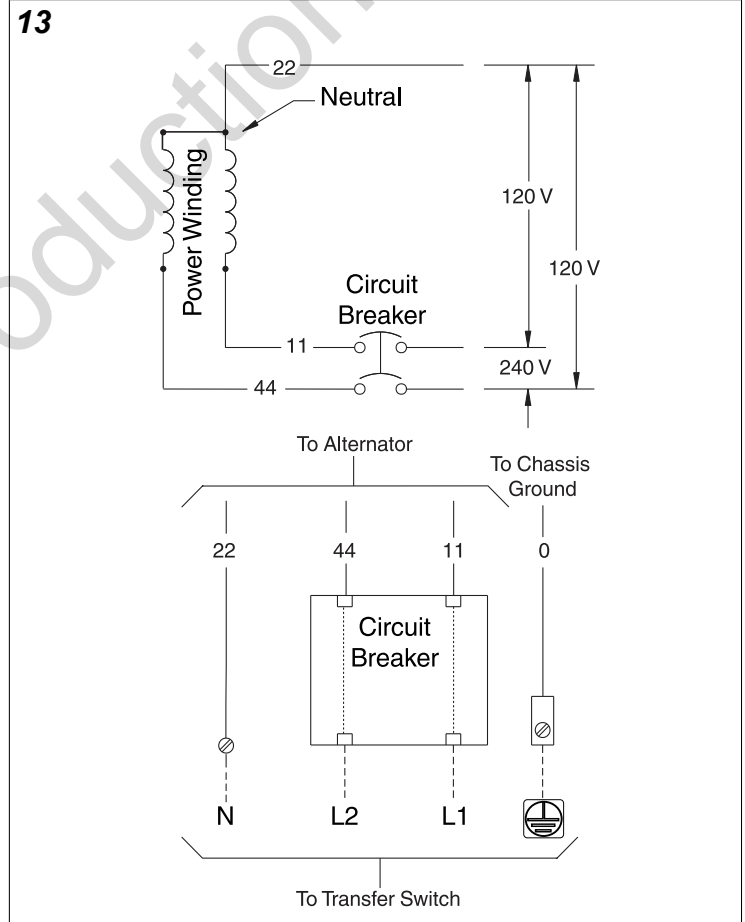 13
22
Neutral
Power Winding
120 V
120 V
Circuit
Breaker
11
240 V
44
To Alternator
To Chassis
Ground
22
44
11
0
Circuit
Breaker
N
L2
L1
To Transfer Switch